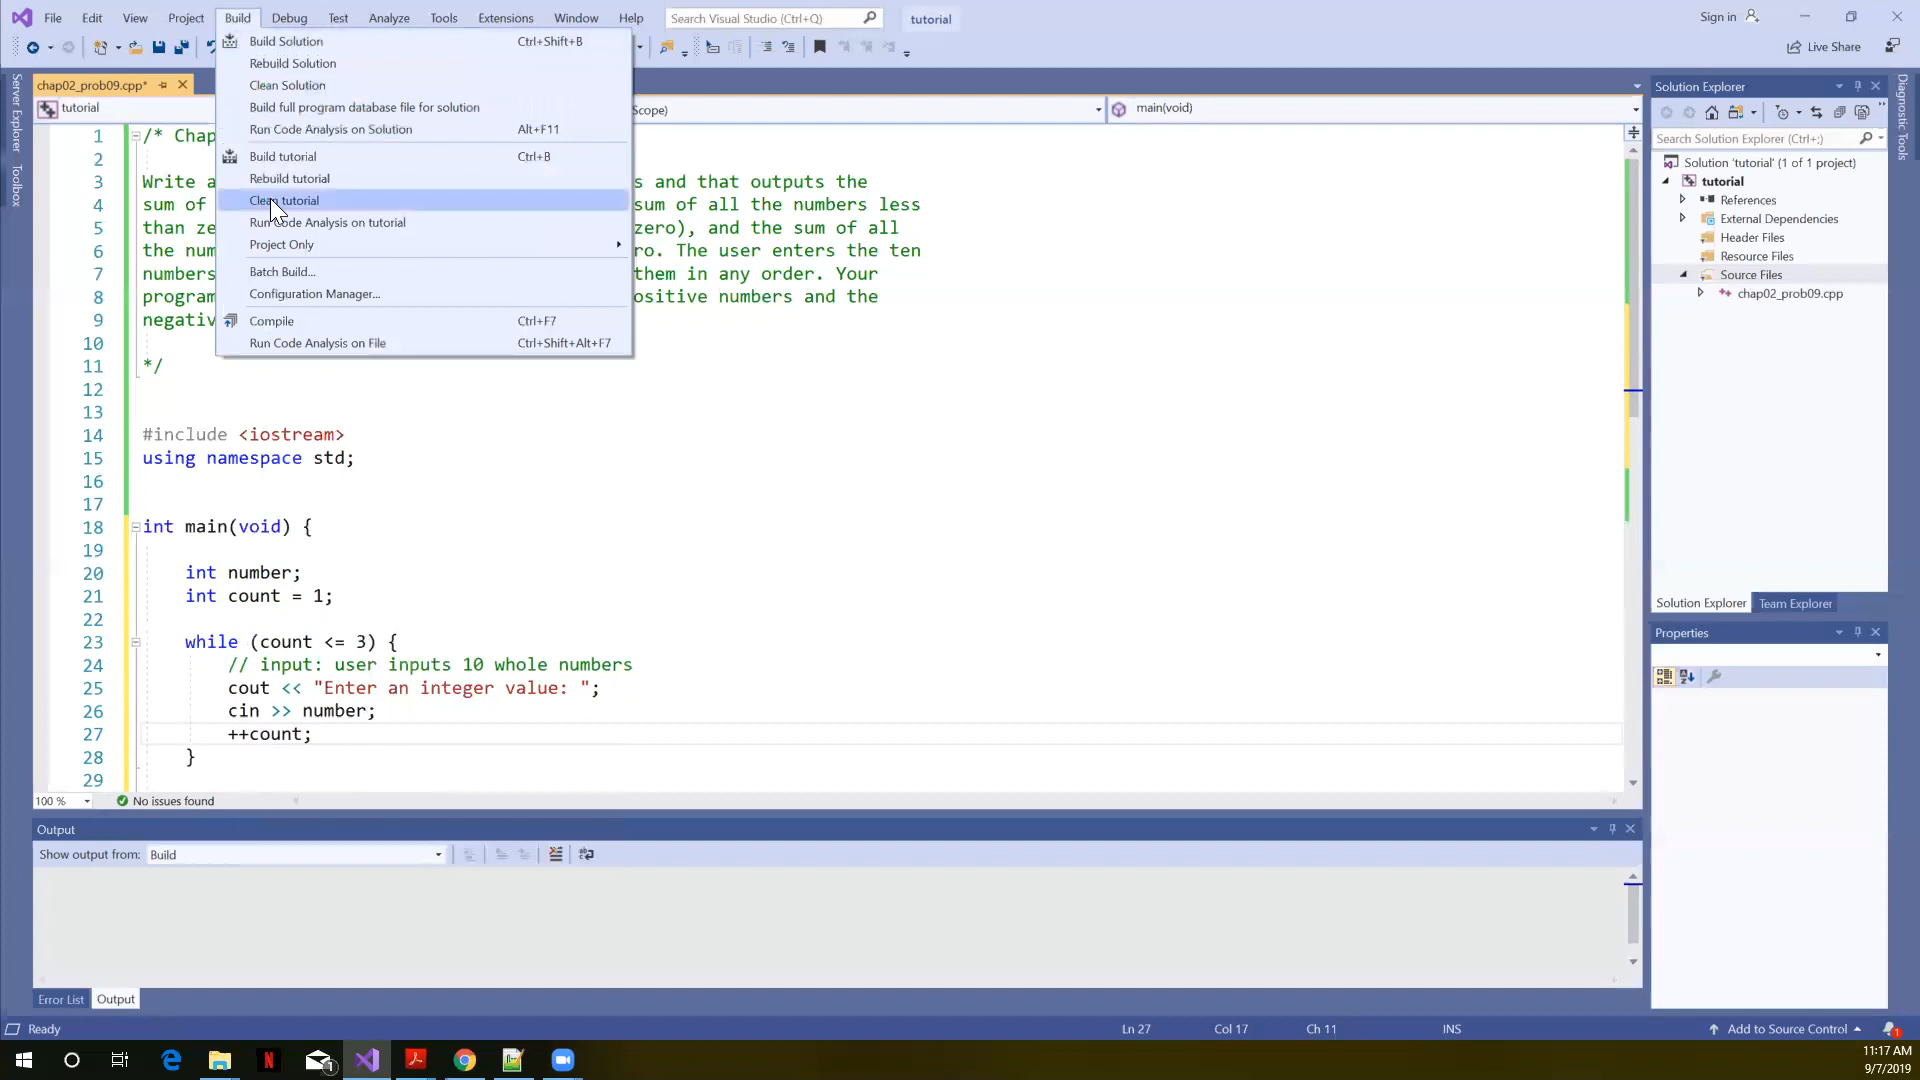 File Edit View Project Build Debug Test Analyze Tools Extensions Window Help Search Visual Studio (Ctrl+Q) tutorial Sign in
Live Share
Build Solution Ctrl+Shift+B
Rebuild Solution
Clean Solution
Build full program database file for solution
Run Code Analysis on Solution Alt+F11
Build tutorial Ctrl+B
Rebuild tutorial
Clean tutorial
Run Code Analysis on tutorial
Project Only
Batch Build...
Configuration Manager...
Compile Ctrl+F7
Run Code Analysis on File Ctrl+Shift+Alt+F7
Server Explorer
Toolbox
chap02_prob09.cpp*
tutorial Scope) main(void)
1 /* Chap
2
3 Write a s and that outputs the
4 sum of sum of all the numbers less
5 than ze zero), and the sum of all
6 the num ro. The user enters the ten
7 numbers them in any order. Your
8 program ositive numbers and the
9 negativ
10
11 */
12
13
14 #include <iostream>
15 using namespace std;
16
17
18 int main(void) {
19
20 int number;
21 int count = 1;
22
23 while (count <= 3) {
24 // input: user inputs 10 whole numbers
25 cout << "Enter an integer value: ";
26 cin >> number;
27 ++count;
28 }
29
100 % No issues found
Output
Show output from: Build
Error List Output
Solution Explorer
Search Solution Explorer (Ctrl+;)
Solution 'tutorial' (1 of 1 project)
tutorial
References
External Dependencies
Header Files
Resource Files
Source Files
chap02_prob09.cpp
Solution Explorer Team Explorer
Properties
Diagnostic Tools
Ready Ln 27 Col 17 Ch 11 INS Add to Source Control 1
1
11:17 AM
9/7/2019